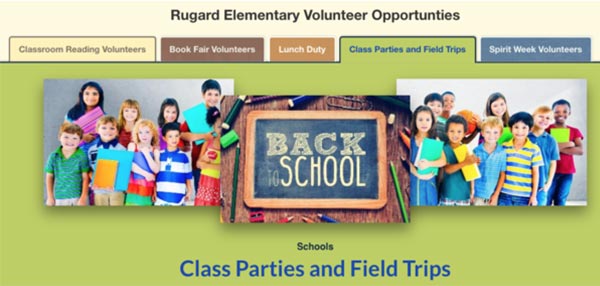 Rugard Elementary Volunteer Opportunties
Classroom Reading Volunteers
Book Fair Volunteers
Lunch Duty
Class Parties and Field Trips
Spirit Week Volunteers
BACK
TO SCHOOL
Schools
Class Parties and Field Trips